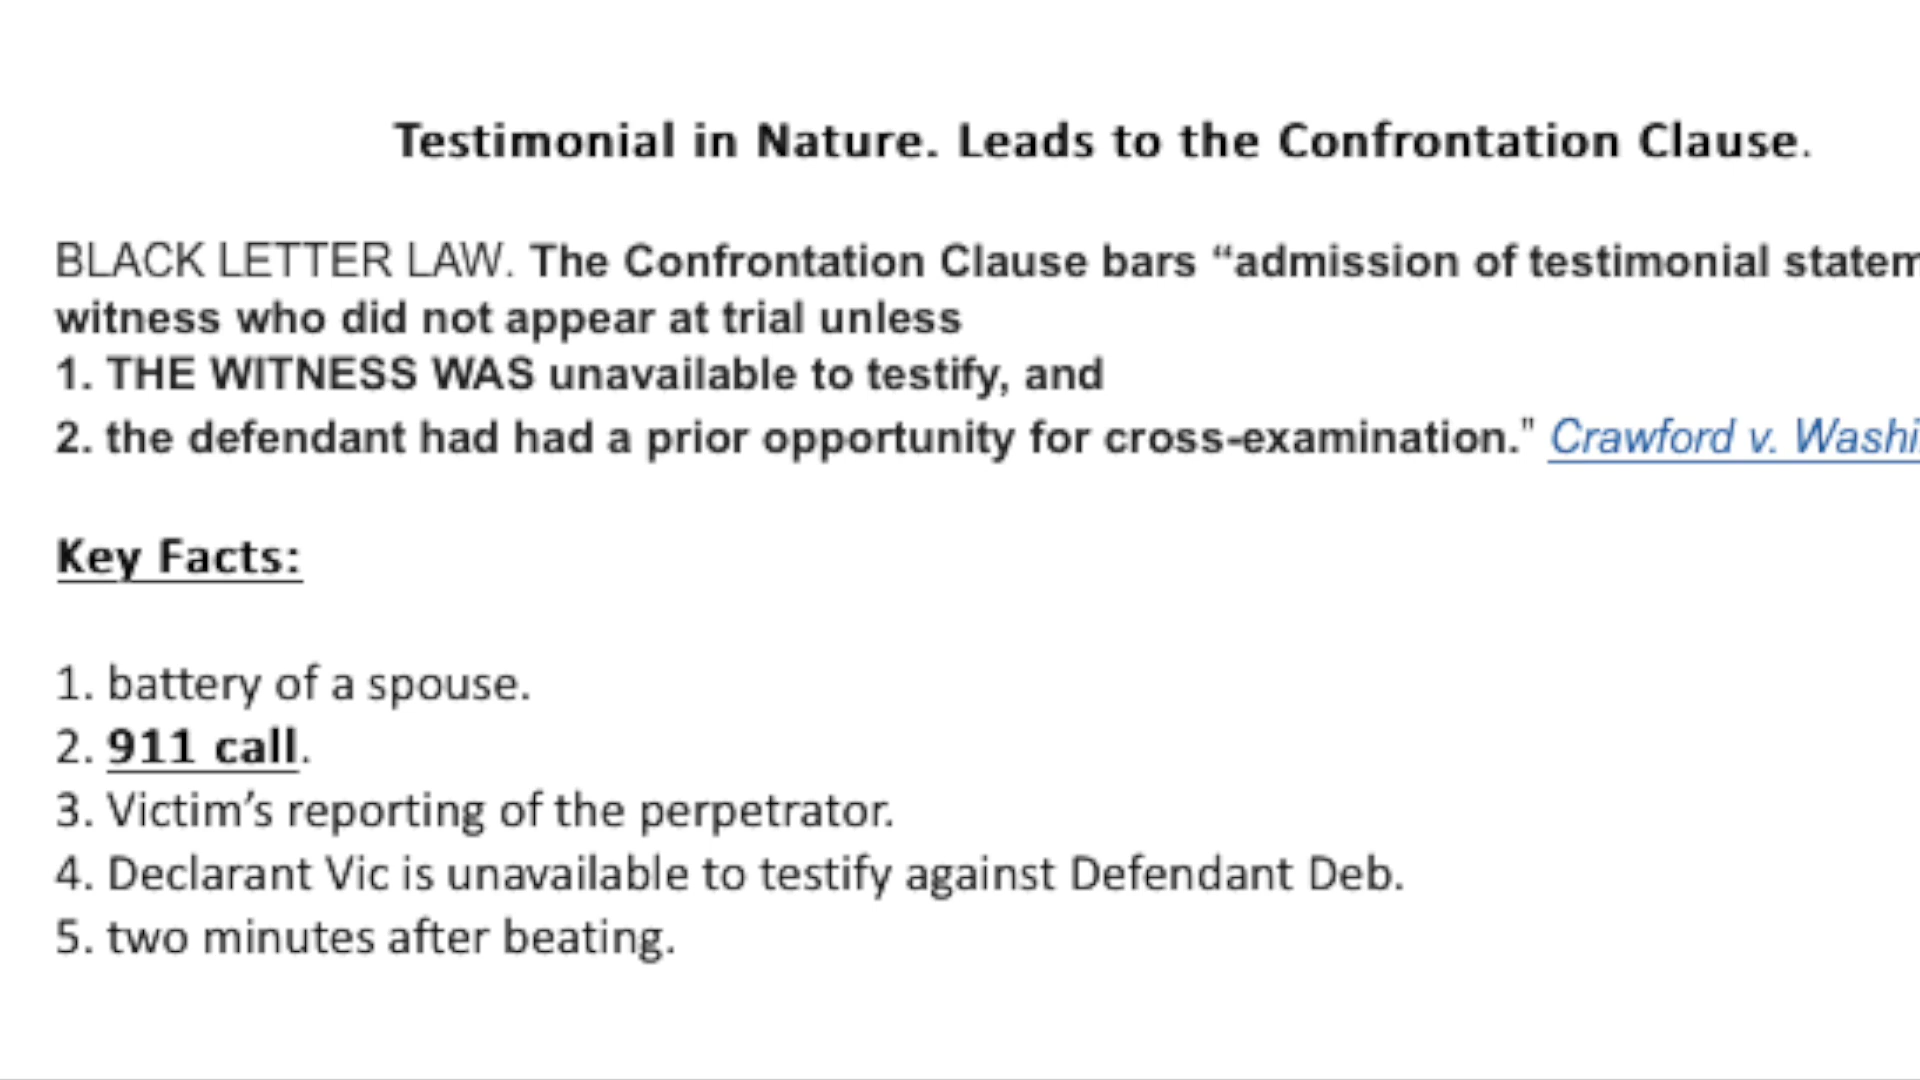 Testimonial in Nature. Leads to the Confrontation Clause.
BLACK LETTER LAW. The Confrontation Clause bars “admission of testimonial
witness who did not appear at trial unless
1. THE WITNESS WAS unavailable to testify, and
2. the defendant had had a prior opportunity for cross-examination." Crawford v.
Key Facts:
1. battery of a spouse.
2. 911 call.
3. Victim’s reporting of the perpetrator.
4. Declarant Vic is unavailable to testify against Defendant Deb.
5. two minutes after beating.